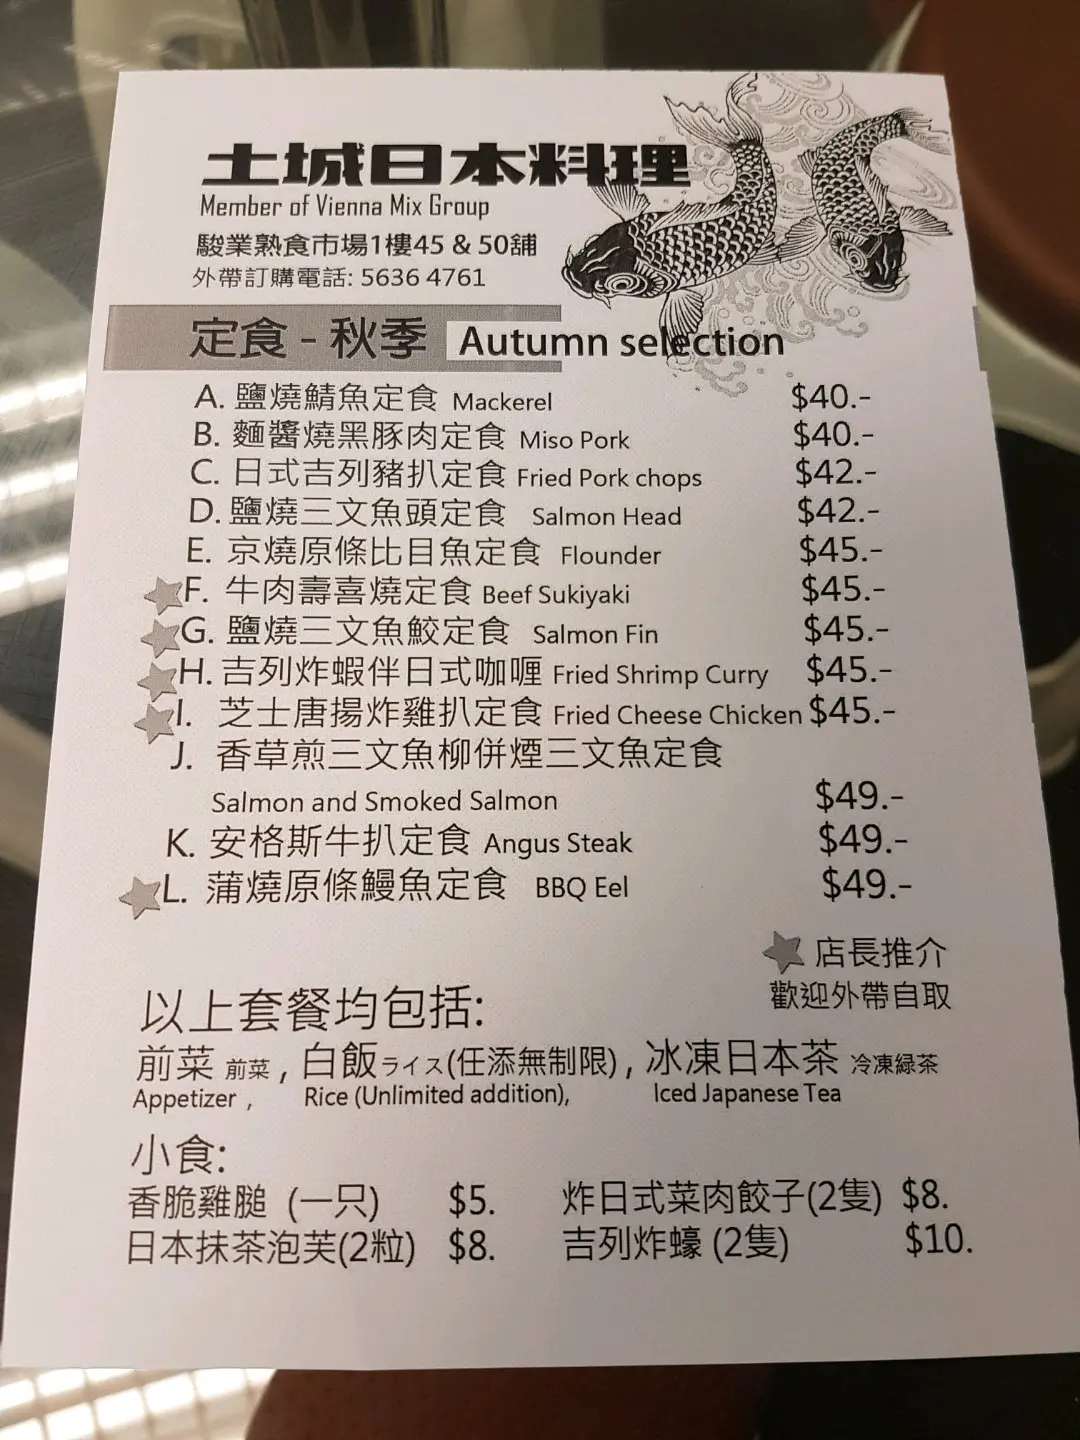 土城日本料理
Member of Vienna Mix Group
駿業熟食市場1樓45 & 50舖
外帶訂購電話: 5636 4761
定食 - 秋季 Autumn selection
A. 鹽燒鯖魚定食 Mackerel $40.-
B. 麵醬燒黑豚肉定食 Miso Pork $40.-
C. 日式吉列豬扒定食 Fried Pork chops $42.-
D. 鹽燒三文魚頭定食 Salmon Head $42.-
E. 京燒原條比目魚定食 Flounder $45.-
F. 牛肉壽喜燒定食 Beef Sukiyaki $45.-
G. 鹽燒三文魚鮫定食 Salmon Fin $45.-
H. 吉列炸蝦伴日式咖喱 Fried Shrimp Curry $45.-
I. 芝士唐揚炸雞扒定食 Fried Cheese Chicken $45.-
J. 香草煎三文魚柳併煙三文魚定食
Salmon and Smoked Salmon $49.-
K. 安格斯牛扒定食 Angus Steak $49.-
L. 蒲燒原條鰻魚定食 BBQ Eel $49.-
店長推介
歡迎外帶自取
以上套餐均包括:
前菜 前菜 , 白飯 ライス (任添無制限) , 冰凍日本茶 冷凍緑茶
Appetizer , Rice (Unlimited addition), Iced Japanese Tea
小食:
香脆雞腿 (一只) $5. 炸日式菜肉餃子(2隻) $8.
日本抹茶泡芙(2粒) $8. 吉列炸蠔 (2隻) $10.